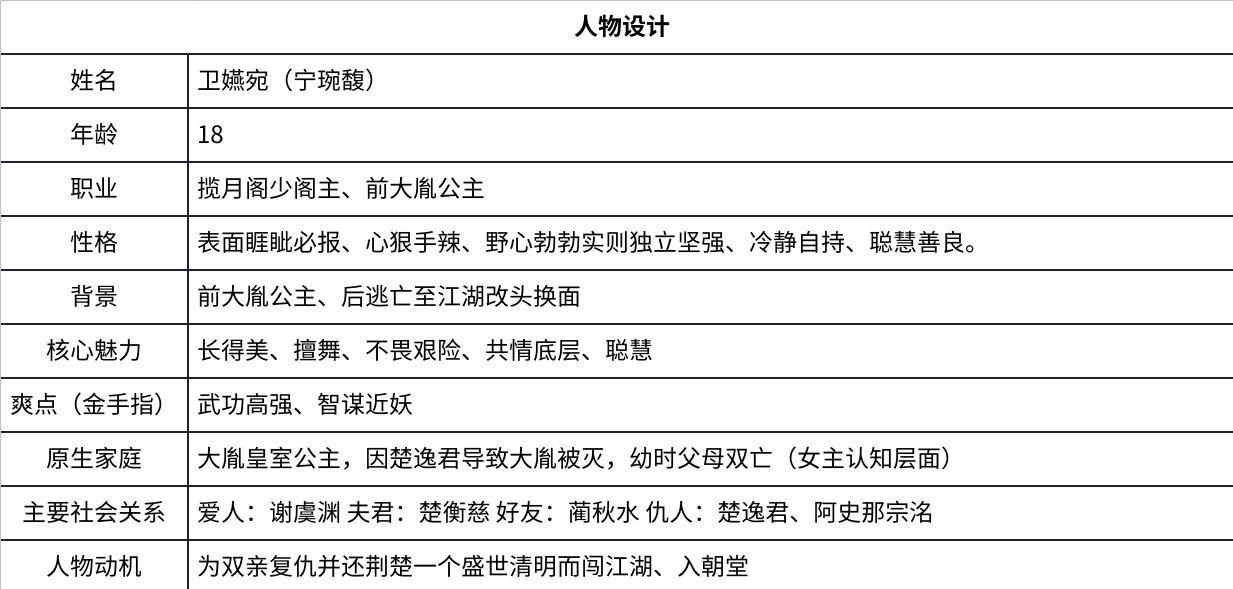 人物设计
姓名 卫嬿宛（宁琬馥）
年龄 18
职业 揽月阁少阁主、前大胤公主
性格 表面睚眦必报、心狠手辣、野心勃勃实则独立坚强、冷静自持、聪慧善良。
背景 前大胤公主、后逃亡至江湖改头换面
核心魅力 长得美、擅舞、不畏艰险、共情底层、聪慧
爽点（金手指） 武功高强、智谋近妖
原生家庭 大胤皇室公主，因楚逸君导致大胤被灭，幼时父母双亡（女主认知层面）
主要社会关系 爱人：谢虞渊 夫君：楚衡慈 好友：蔺秋水 仇人：楚逸君、阿史那宗洺
人物动机 为双亲复仇并还荆楚一个盛世清明而闯江湖、入朝堂